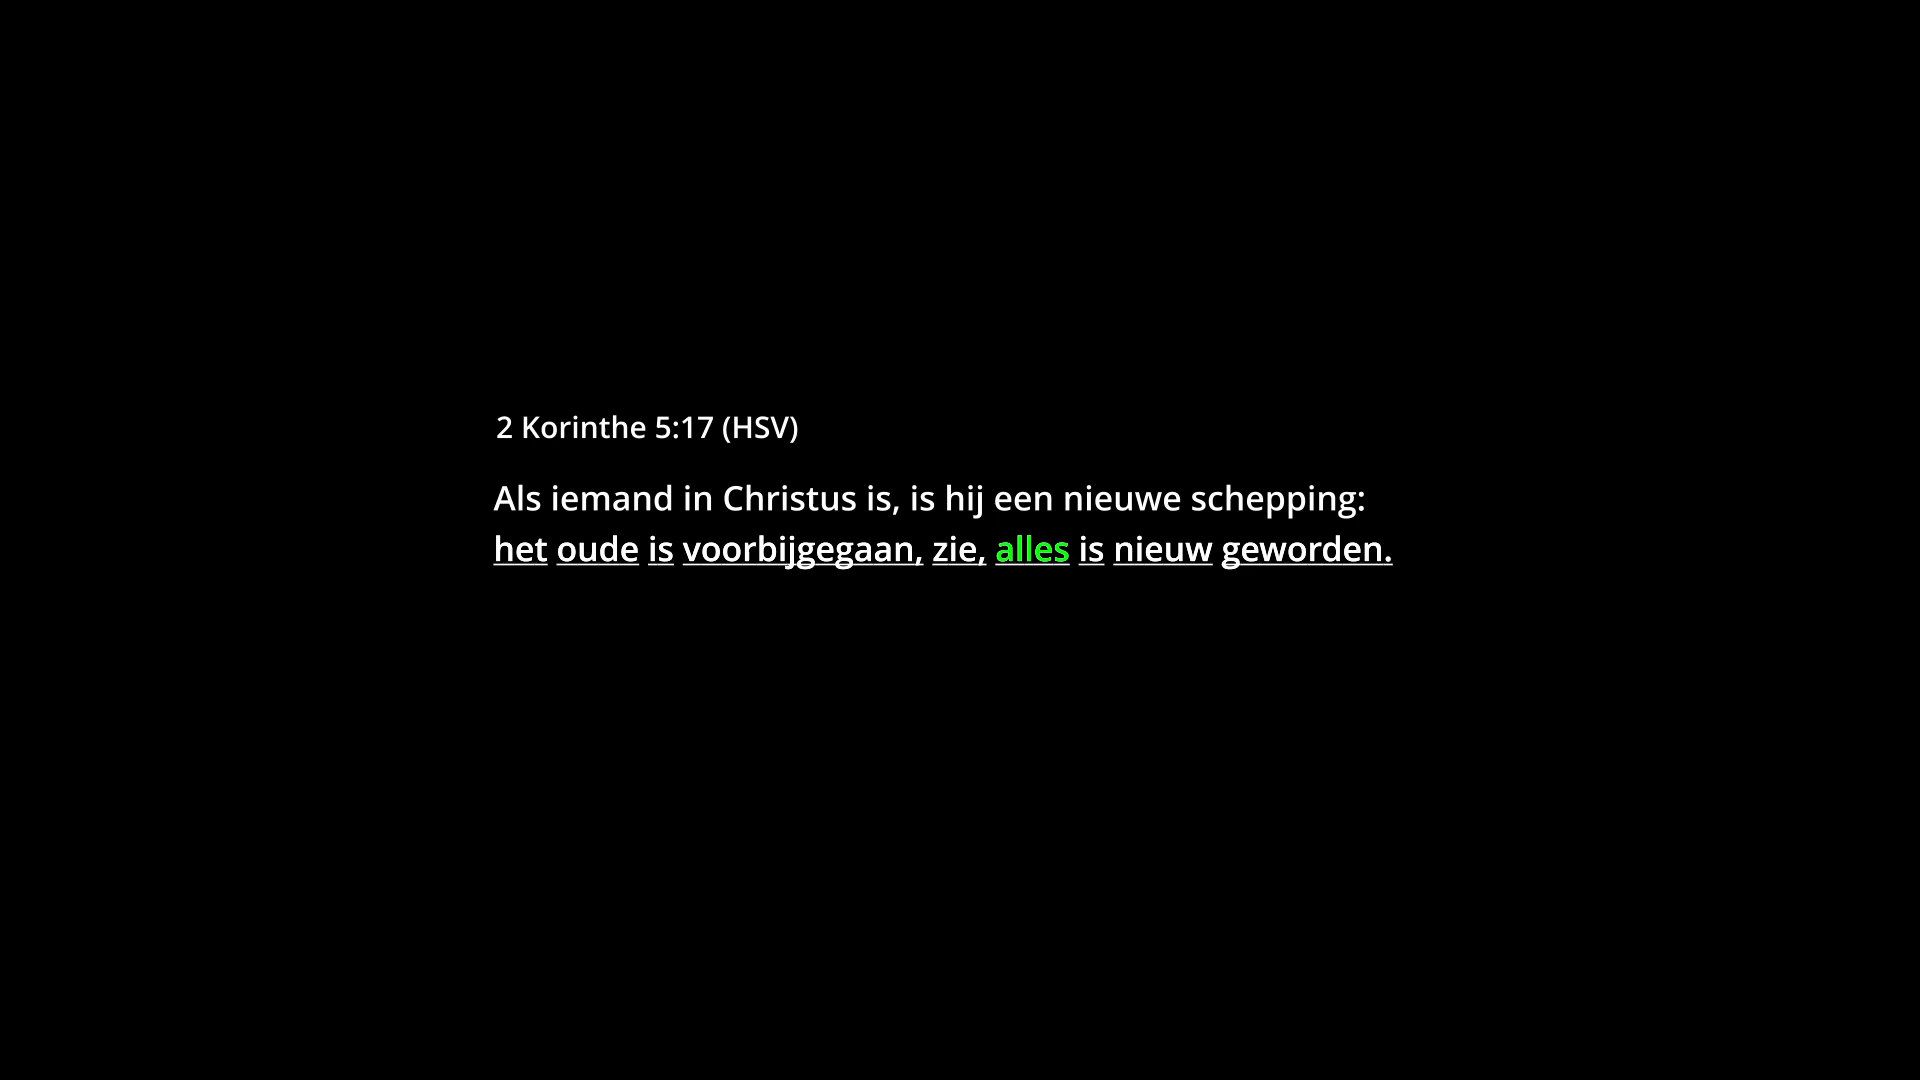 2 Korinthe 5:17 (HSV)
Als iemand in Christus is, is hij een nieuwe schepping:
het oude is voorbijgegaan, zie, alles is nieuw geworden.